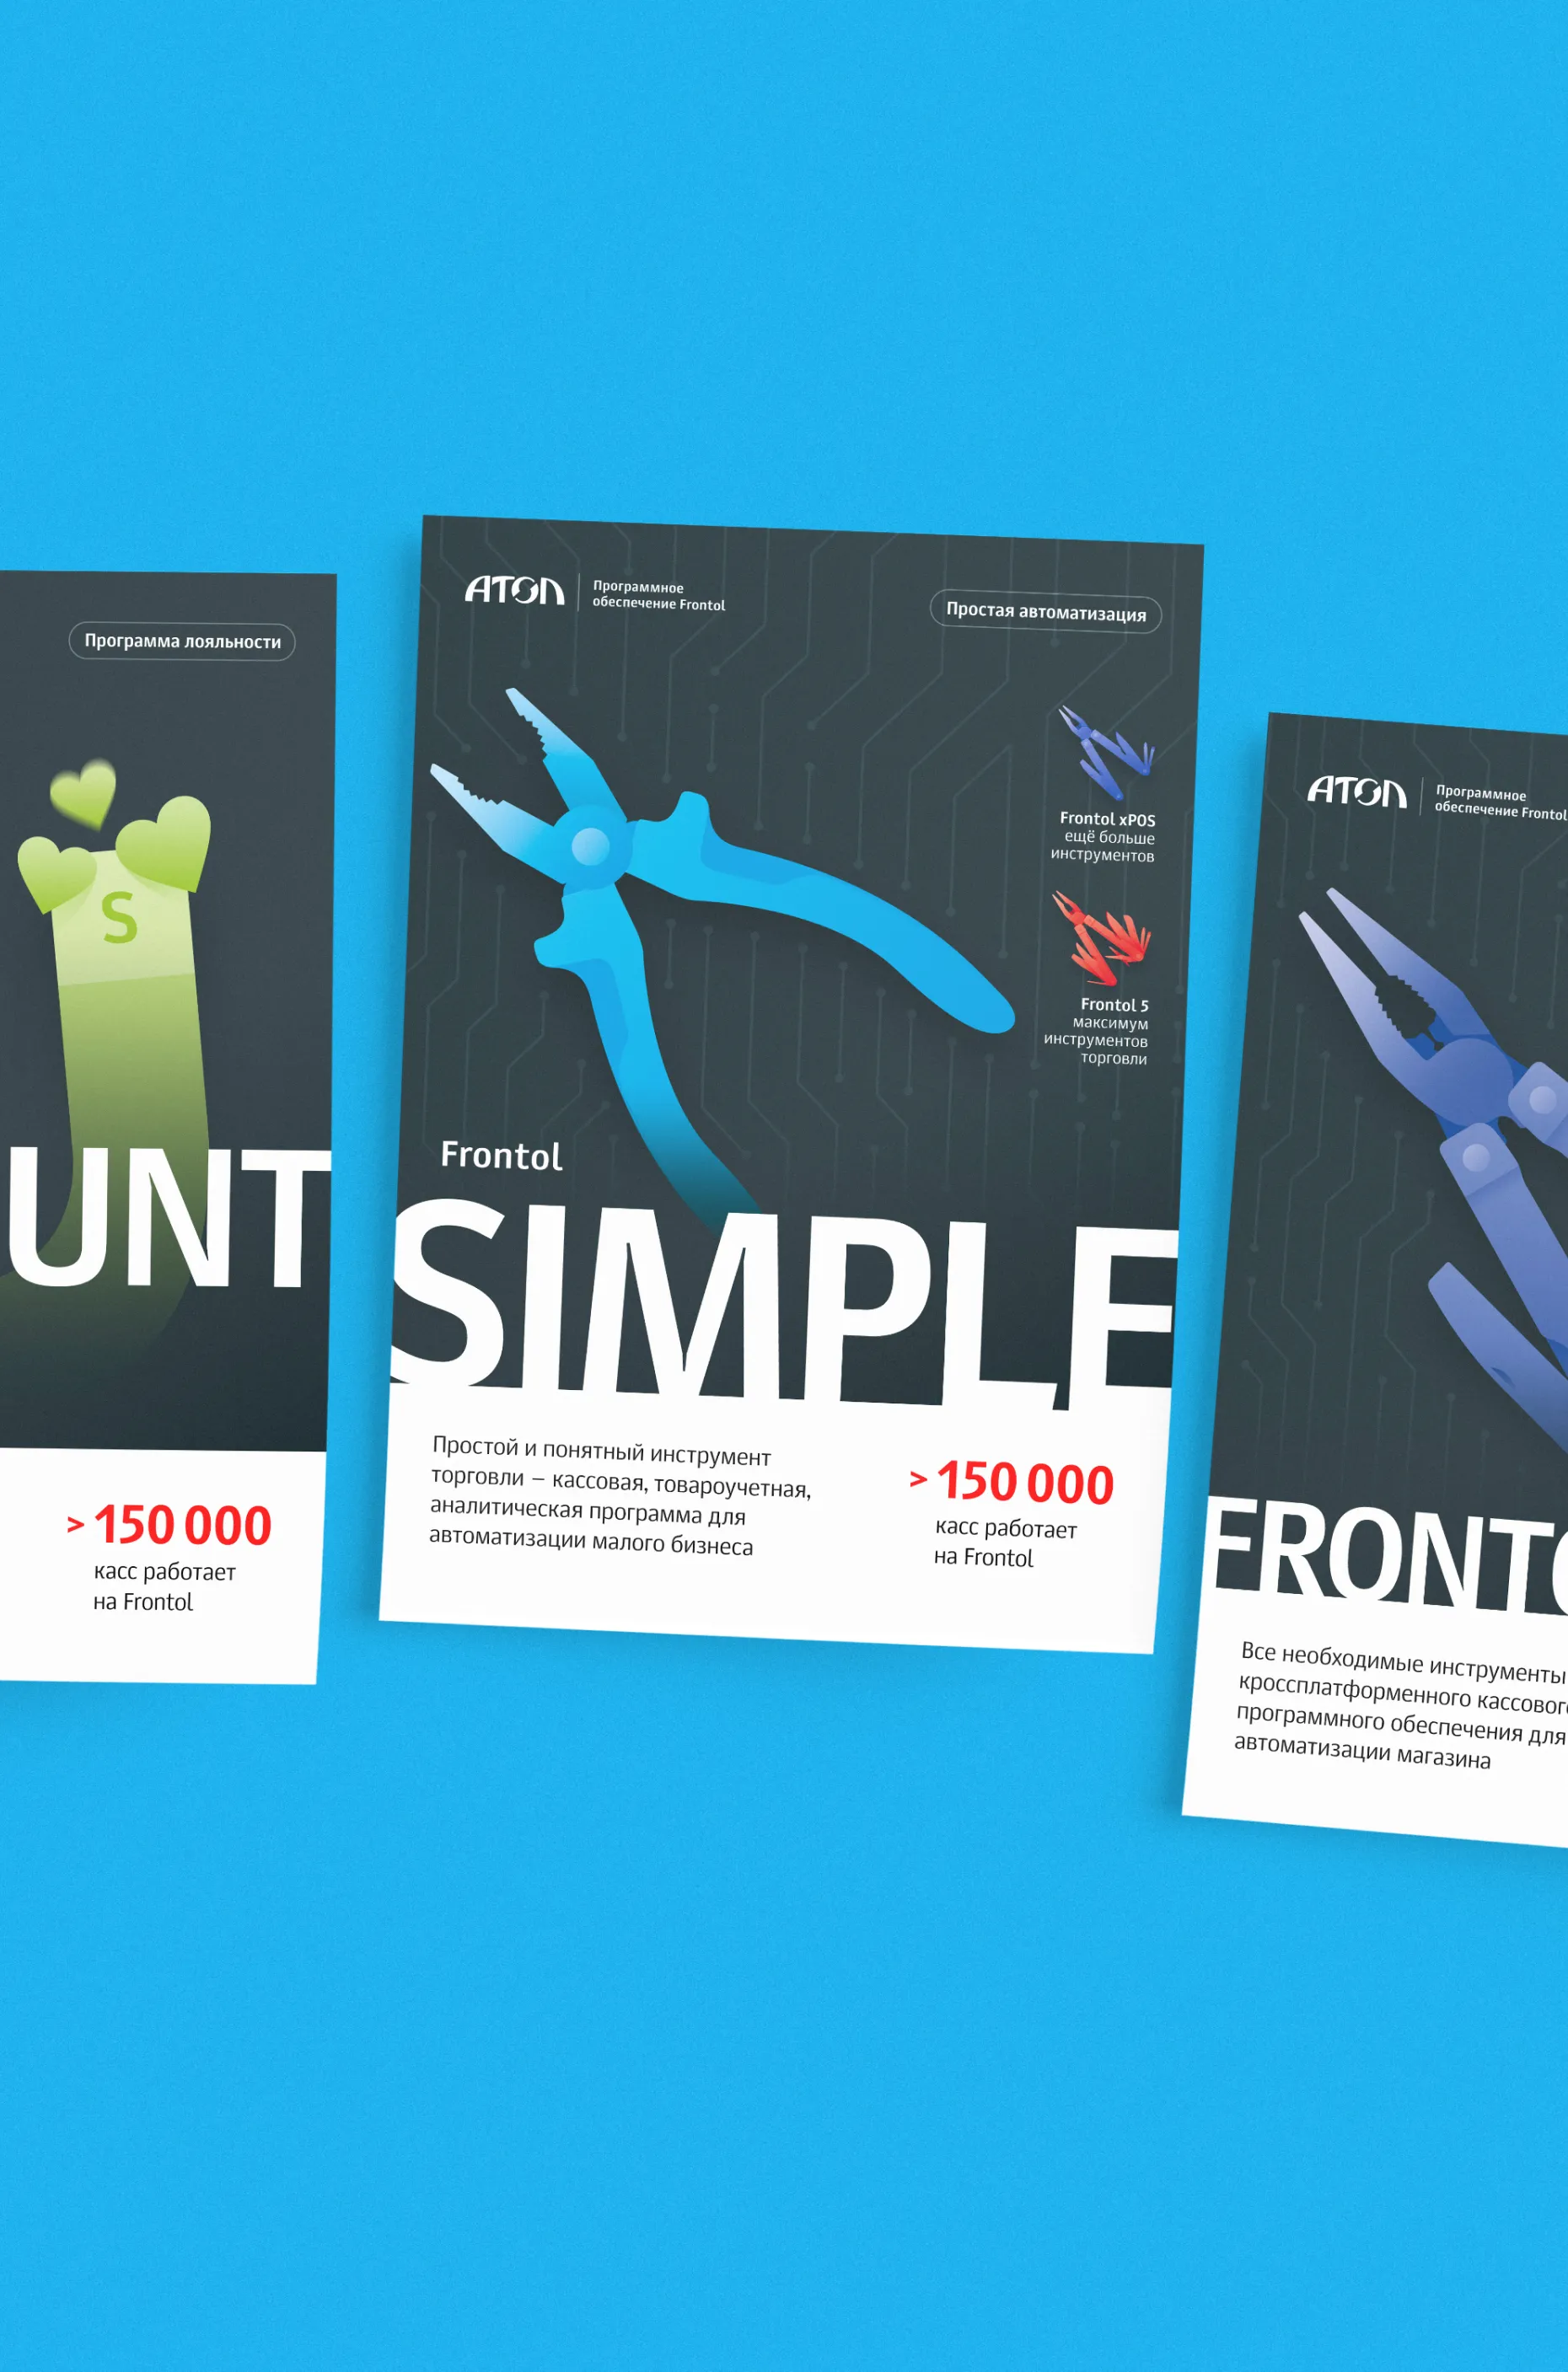 Программа лояльности
S
UNT
> 150 000
касс работает
на Frontol
АТОЛ
Программное
обеспечение Frontol
Простая автоматизация
Frontol xPOS
ещё больше
инструментов
Frontol 5
максимум
инструментов
торговли
Frontol
SIMPLE
Простой и понятный инструмент
торговли – кассовая, товароучетная,
аналитическая программа для
автоматизации малого бизнеса
> 150 000
касс работает
на Frontol
АТОЛ
Программное
обеспечение Frontol
FRONTO
Все необходимые инструменты
кроссплатформенного кассового
программного обеспечения для
автоматизации магазина